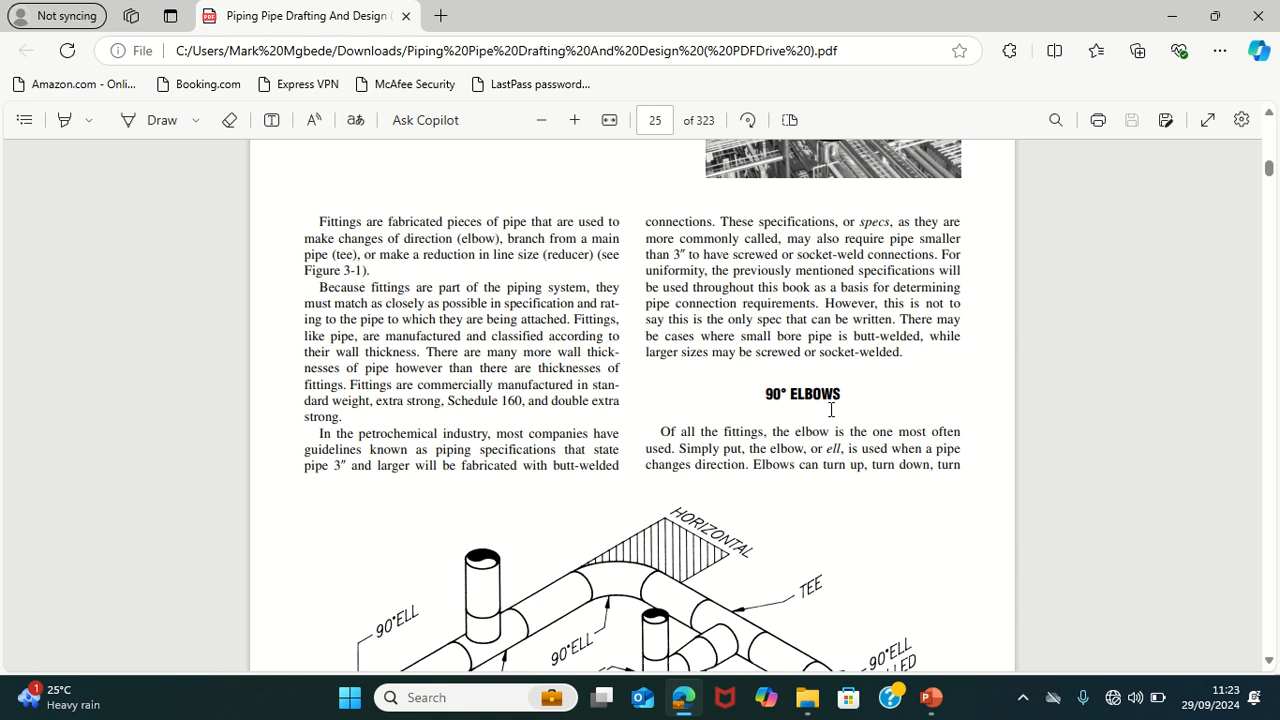 Not syncing
Piping Pipe Drafting And Design (
File
C:/Users/Mark%20Mgbede/Downloads/Piping%20Pipe%20Drafting%20And%20Design%20(%20PDFDrive%20).pdf
Amazon.com - Onli...
Booking.com
Express VPN
McAfee Security
LastPass password...
Draw
aあ
Ask Copilot
25
of 323
Fittings are fabricated pieces of pipe that are used to
make changes of direction (elbow), branch from a main
pipe (tee), or make a reduction in line size (reducer) (see
Figure 3-1).
Because fittings are part of the piping system, they
must match as closely as possible in specification and rat-
ing to the pipe to which they are being attached. Fittings,
like pipe, are manufactured and classified according to
their wall thickness. There are many more wall thick-
nesses of pipe however than there are thicknesses of
fittings. Fittings are commercially manufactured in stan-
dard weight, extra strong, Schedule 160, and double extra
strong.
In the petrochemical industry, most companies have
guidelines known as piping specifications that state
pipe 3″ and larger will be fabricated with butt-welded
connections. These specifications, or specs, as they are
more commonly called, may also require pipe smaller
than 3″ to have screwed or socket-weld connections. For
uniformity, the previously mentioned specifications will
be used throughout this book as a basis for determining
pipe connection requirements. However, this is not to
say this is the only spec that can be written. There may
be cases where small bore pipe is butt-welded, while
larger sizes may be screwed or socket-welded.
90° ELBOWS
Of all the fittings, the elbow is the one most often
used. Simply put, the elbow, or ell, is used when a pipe
changes direction. Elbows can turn up, turn down, turn
HORIZONTAL
TEE
90°ELL
90°ELL
90°ELL
LLED
1
25°C
Heavy rain
Search
11:23
29/09/2024